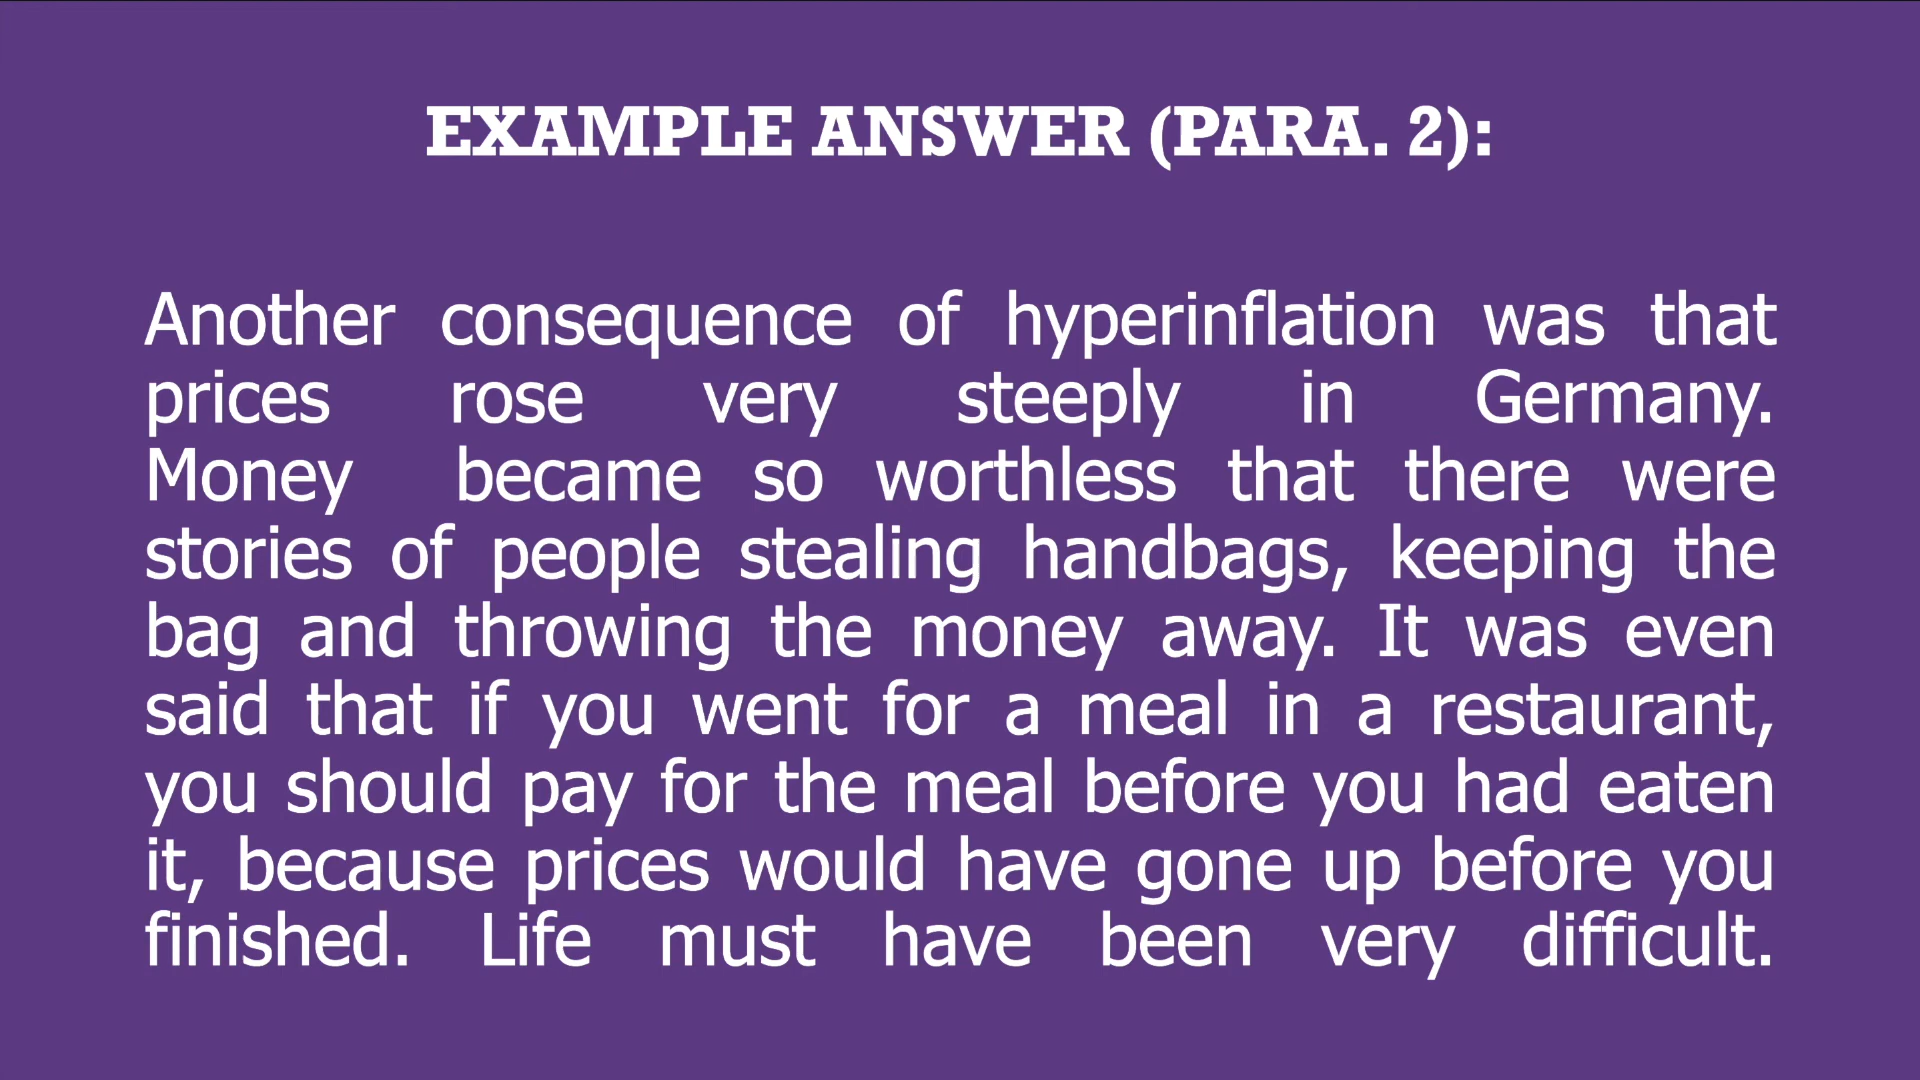 EXAMPLE ANSWER (PARA. 2):
Another consequence of hyperinflation was that
prices rose very steeply in Germany.
Money became so worthless that there were
stories of people stealing handbags, keeping the
bag and throwing the money away. It was even
said that if you went for a meal in a restaurant,
you should pay for the meal before you had eaten
it, because prices would have gone up before you
finished. Life must have been very difficult.